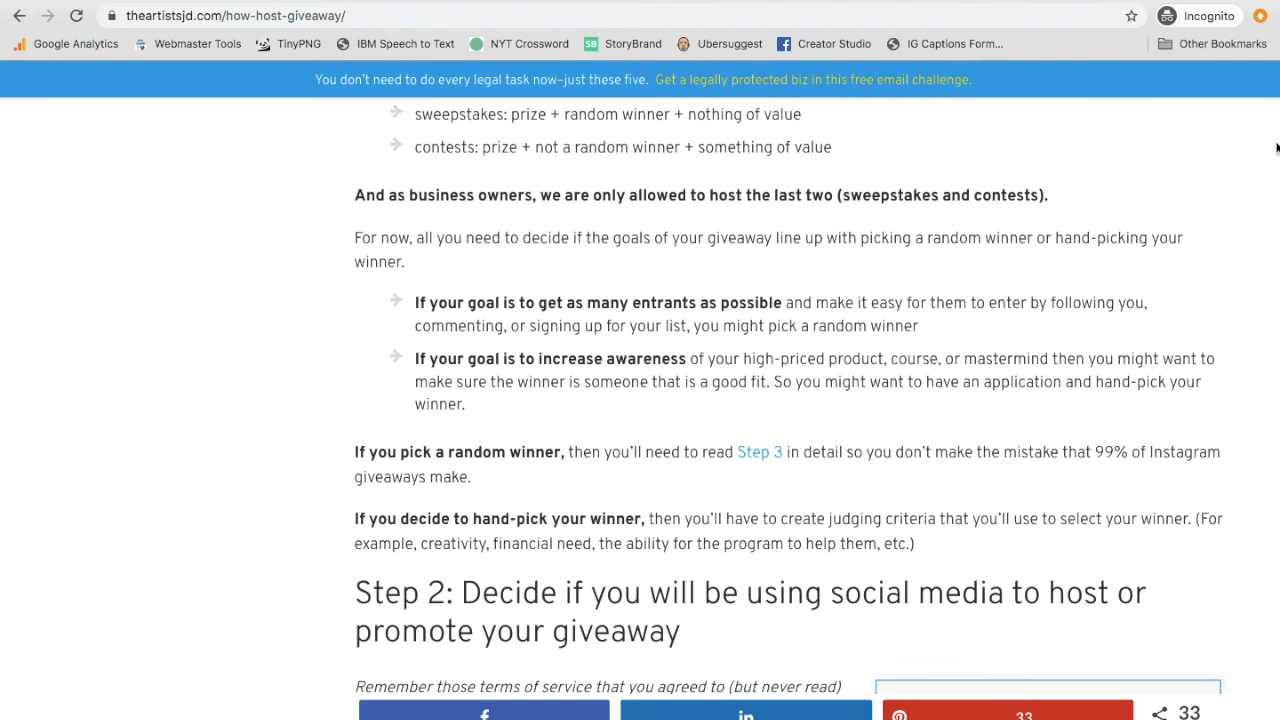 theartistsjd.com/how-host-giveaway/
Incognito
Google Analytics
Webmaster Tools
TinyPNG
IBM Speech to Text
NYT Crossword
SB
StoryBrand
Ubersuggest
Creator Studio
IG Captions Form...
Other Bookmarks
You don't need to do every legal task now–just these five. Get a legally protected biz in this free email challenge.
sweepstakes: prize + random winner + nothing of value
contests: prize + not a random winner + something of value
And as business owners, we are only allowed to host the last two (sweepstakes and contests).
For now, all you need to decide if the goals of your giveaway line up with picking a random winner or hand-picking your
winner.
If your goal is to get as many entrants as possible and make it easy for them to enter by following you,
commenting, or signing up for your list, you might pick a random winner
If your goal is to increase awareness of your high-priced product, course, or mastermind then you might want to
make sure the winner is someone that is a good fit. So you might want to have an application and hand-pick your
winner.
If you pick a random winner, then you'll need to read Step 3 in detail so you don't make the mistake that 99% of Instagram
giveaways make.
If you decide to hand-pick your winner, then you'll have to create judging criteria that you'll use to select your winner. (For
example, creativity, financial need, the ability for the program to help them, etc.)
Step 2: Decide if you will be using social media to host or
promote your giveaway
Remember those terms of service that you agreed to (but never read)
33
33